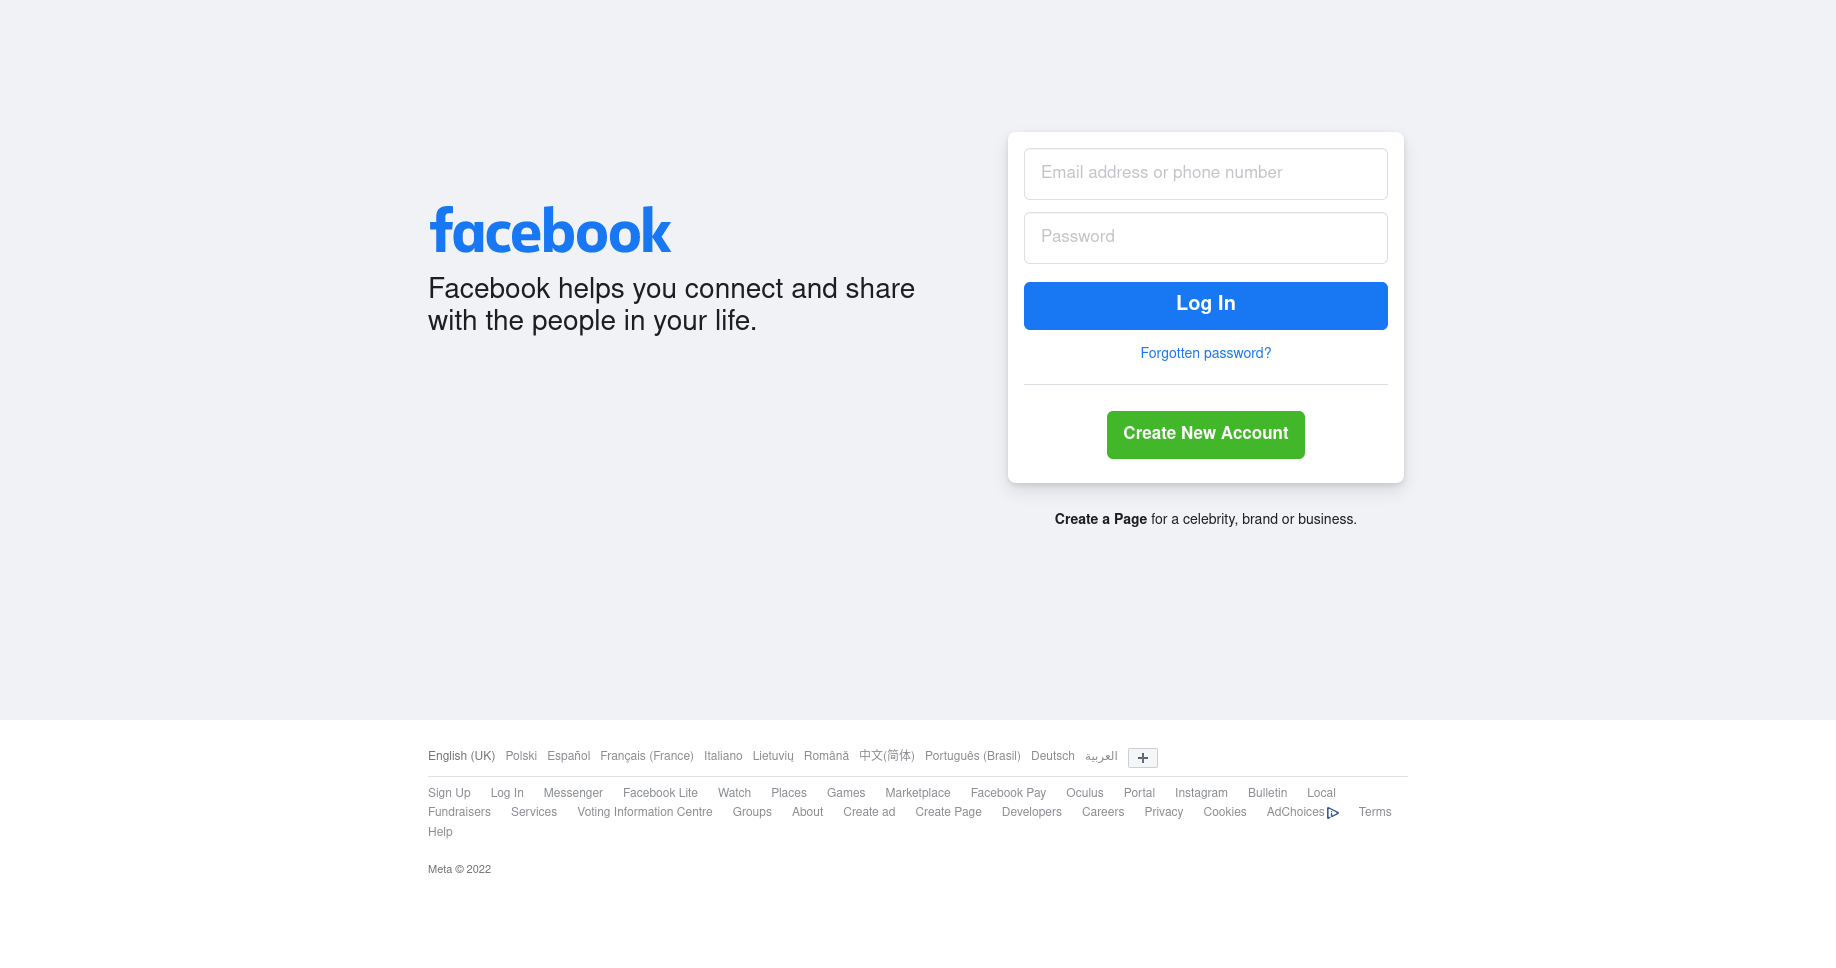 facebook
Facebook helps you connect and share
with the people in your life.
Email address or phone number
Password
Log In
Forgotten password?
Create New Account
Create a Page for a celebrity, brand or business.
English (UK) Polski Español Français (France) Italiano Lietuvių Română 中文(简体) Português (Brasil) Deutsch العربية
Sign Up Log In Messenger Facebook Lite Watch Places Games Marketplace Facebook Pay Oculus Portal Instagram Bulletin Local
Fundraisers Services Voting Information Centre Groups About Create ad Create Page Developers Careers Privacy Cookies AdChoices Terms
Help
Meta © 2022